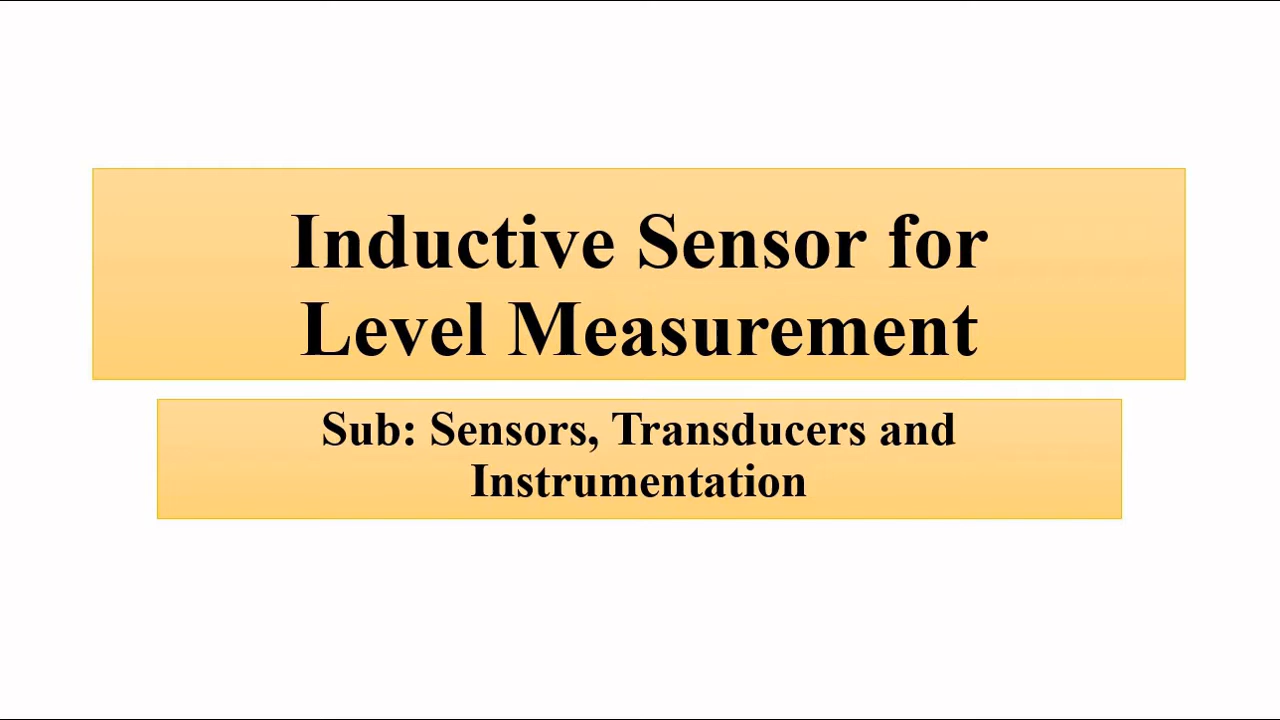 Inductive Sensor for
Level Measurement
Sub: Sensors, Transducers and
Instrumentation